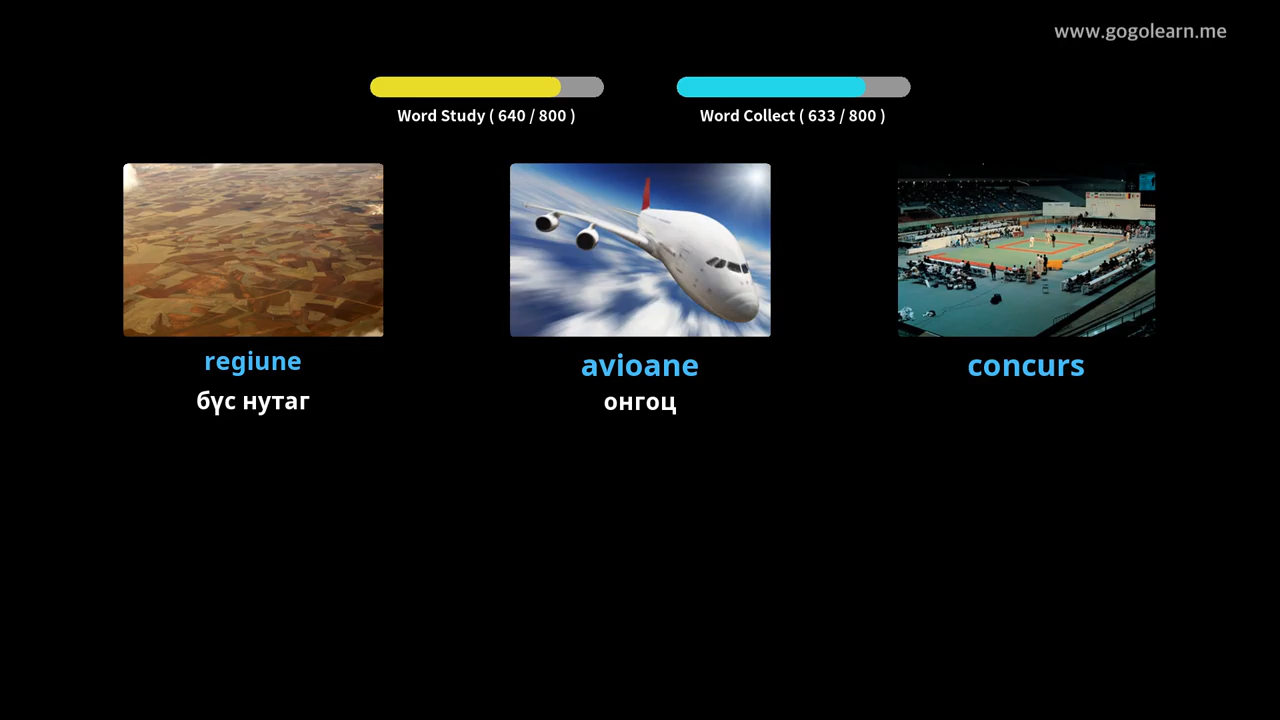 www.gogolearn.me
Word Study ( 640 / 800 )
Word Collect ( 633 / 800 )
regiune
avioane
concurs
бүс нутаг
онгоц